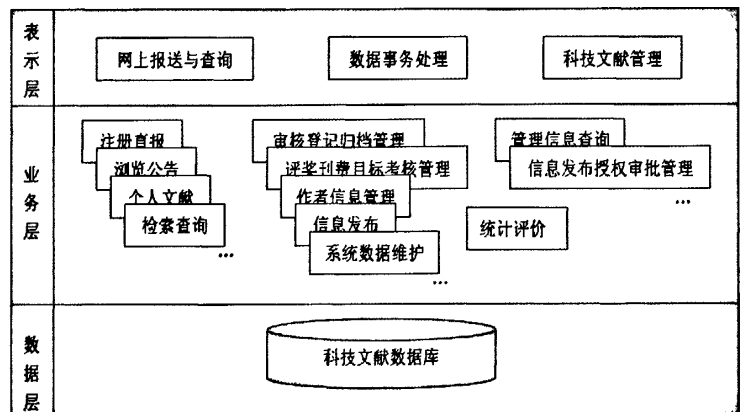 表示层
网上报送与查询
数据事务处理
科技文献管理
业务层
注册直报
浏览公告
个人文献
检索查询
...
审核登记归档管理
评奖刊费目标考核管理
作者信息管理
信息发布
系统数据维护
...
管理信息查询
信息发布授权审批管理
...
统计评价
数据层
科技文献数据库